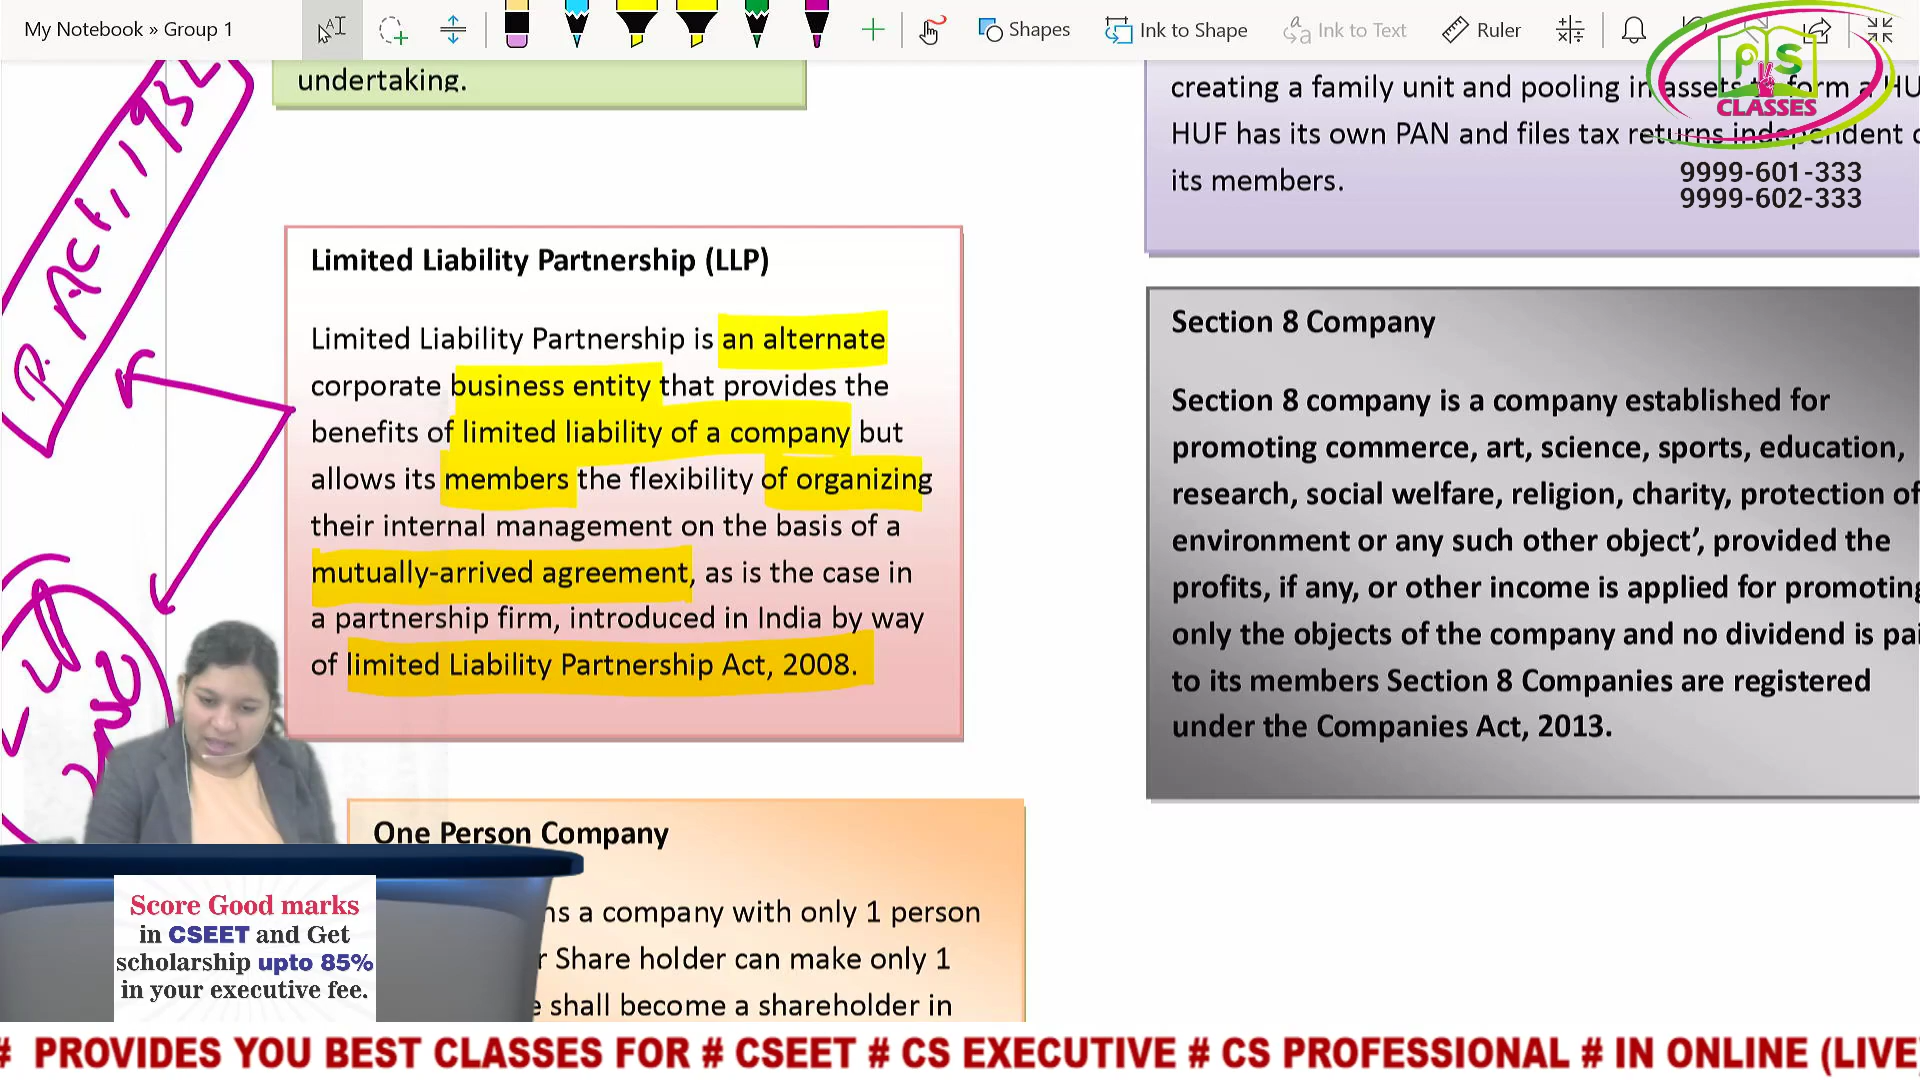 My Notebook » Group 1
Shapes
Ink to Shape
Ink to Text
Ruler
PS
CLASSES
9999-601-333
9999-602-333
undertaking.
P. Act, 1932
Limited Liability Partnership (LLP)
Limited Liability Partnership is an alternate
corporate business entity that provides the
benefits of limited liability of a company but
allows its members the flexibility of organizing
their internal management on the basis of a
mutually-arrived agreement, as is the case in
a partnership firm, introduced in India by way
of limited Liability Partnership Act, 2008.
One Person Company
ns a company with only 1 person
r Share holder can make only 1
e shall become a shareholder in
creating a family unit and pooling in assets to form a HU
HUF has its own PAN and files tax returns independent o
its members.
Section 8 Company
Section 8 company is a company established for
promoting commerce, art, science, sports, education,
research, social welfare, religion, charity, protection of
environment or any such other object’, provided the
profits, if any, or other income is applied for promoting
only the objects of the company and no dividend is pai
to its members Section 8 Companies are registered
under the Companies Act, 2013.
Score Good marks
in CSEET and Get
scholarship upto 85%
in your executive fee.
# PROVIDES YOU BEST CLASSES FOR # CSEET # CS EXECUTIVE # CS PROFESSIONAL # IN ONLINE (LIVE